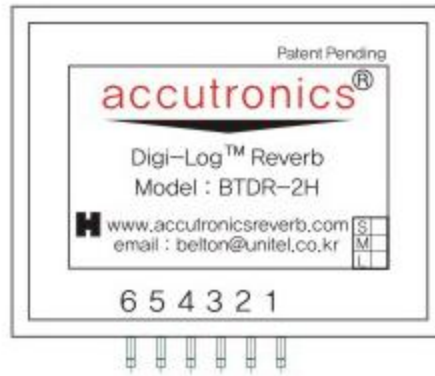 Patent Pending
accutronics®
Digi-Log™ Reverb
Model : BTDR-2H
H www.accutronicsreverb.com S
email : belton@unitel.co.kr M
L
6 5 4 3 2 1